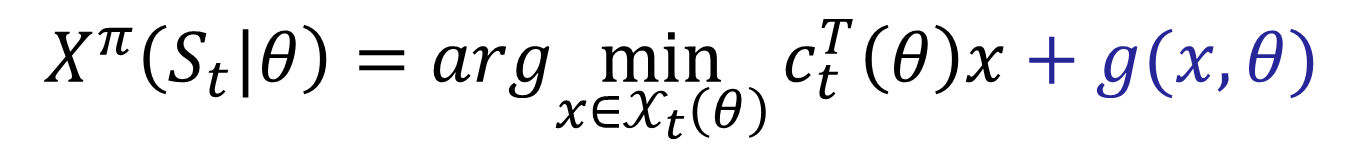 X^π(S_t|θ) = arg min_{x∈𝒳_t(θ)} c_t^T(θ)x + g(x, θ)